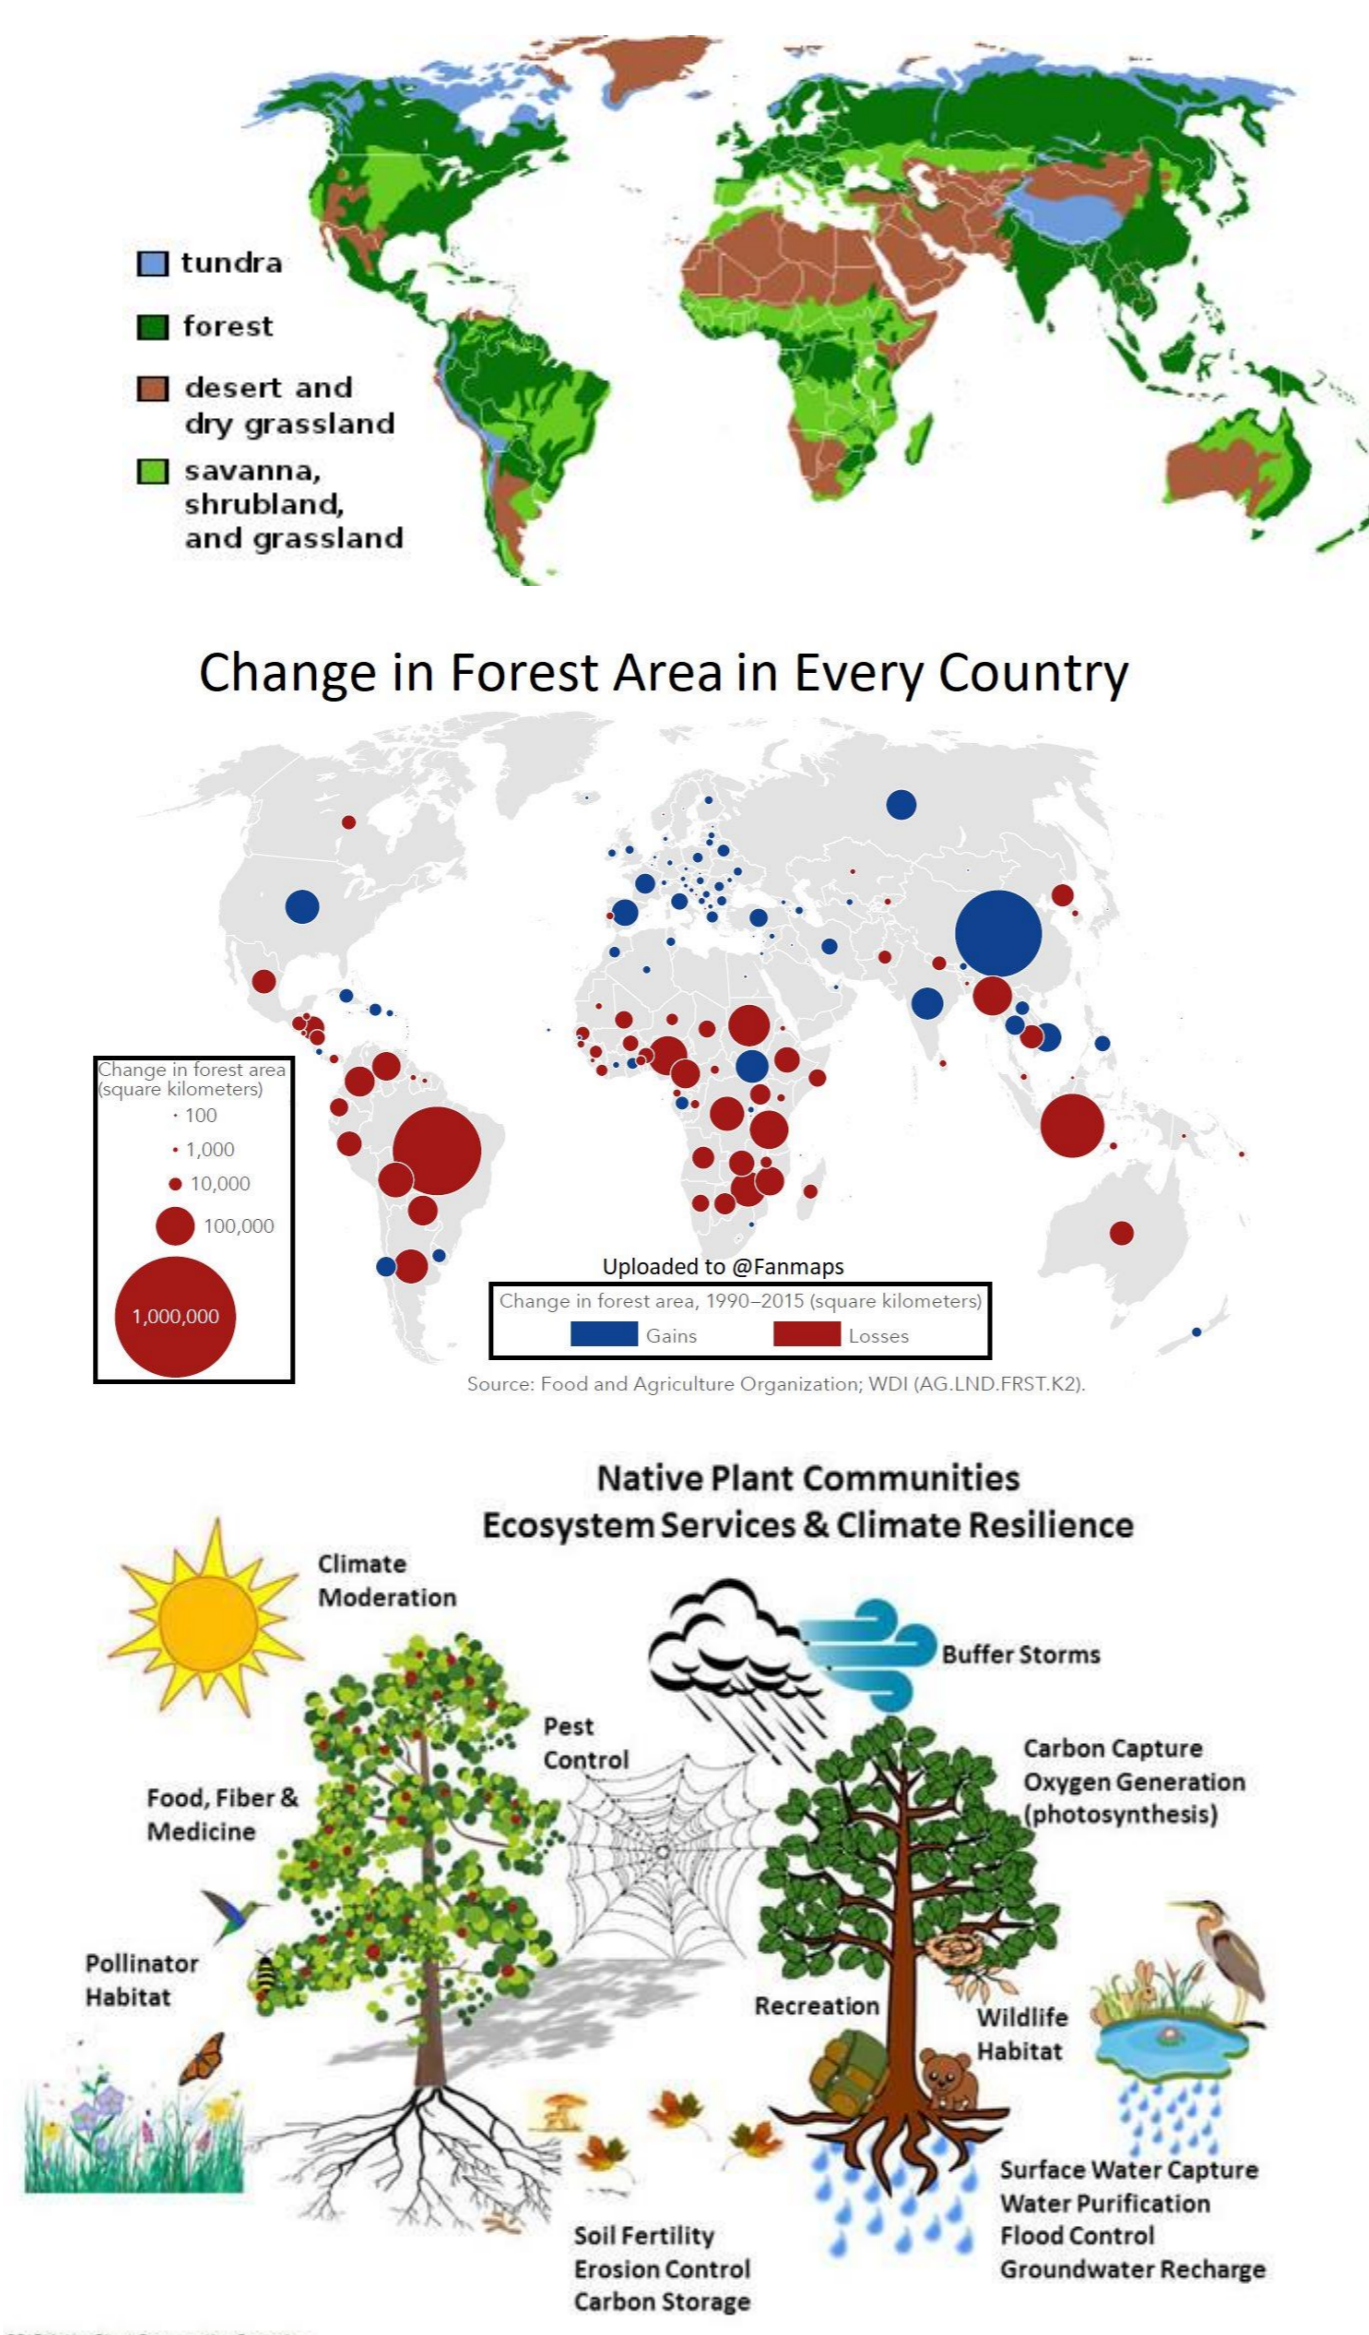 tundra
forest
desert and
dry grassland
savanna,
shrubland,
and grassland
Change in Forest Area in Every Country
Change in forest area
(square kilometers)
100
1,000
10,000
100,000
1,000,000
Uploaded to @Fanmaps
Change in forest area, 1990–2015 (square kilometers)
Gains Losses
Source: Food and Agriculture Organization; WDI (AG.LND.FRST.K2).
Native Plant Communities
Ecosystem Services & Climate Resilience
Climate
Moderation
Buffer Storms
Pest
Control
Carbon Capture
Oxygen Generation
(photosynthesis)
Food, Fiber &
Medicine
Pollinator
Habitat
Recreation
Wildlife
Habitat
Surface Water Capture
Water Purification
Flood Control
Groundwater Recharge
Soil Fertility
Erosion Control
Carbon Storage